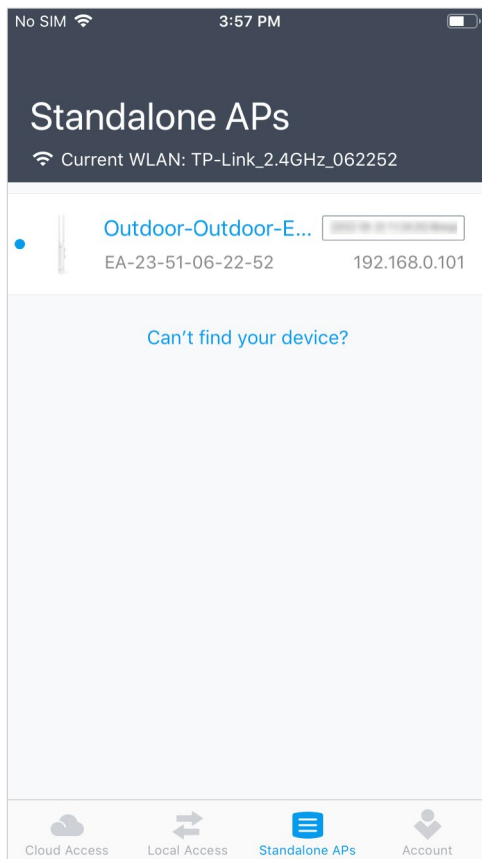 No SIM 3:57 PM
Standalone APs
Current WLAN: TP-Link_2.4GHz_062252
Outdoor-Outdoor-E...
EA-23-51-06-22-52 192.168.0.101
Can't find your device?
Cloud Access Local Access Standalone APs Account